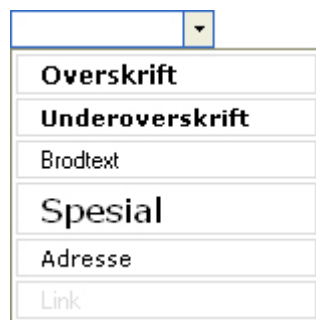 Overskrift
Underoverskrift
Brodtext
Spesial
Adresse
Link